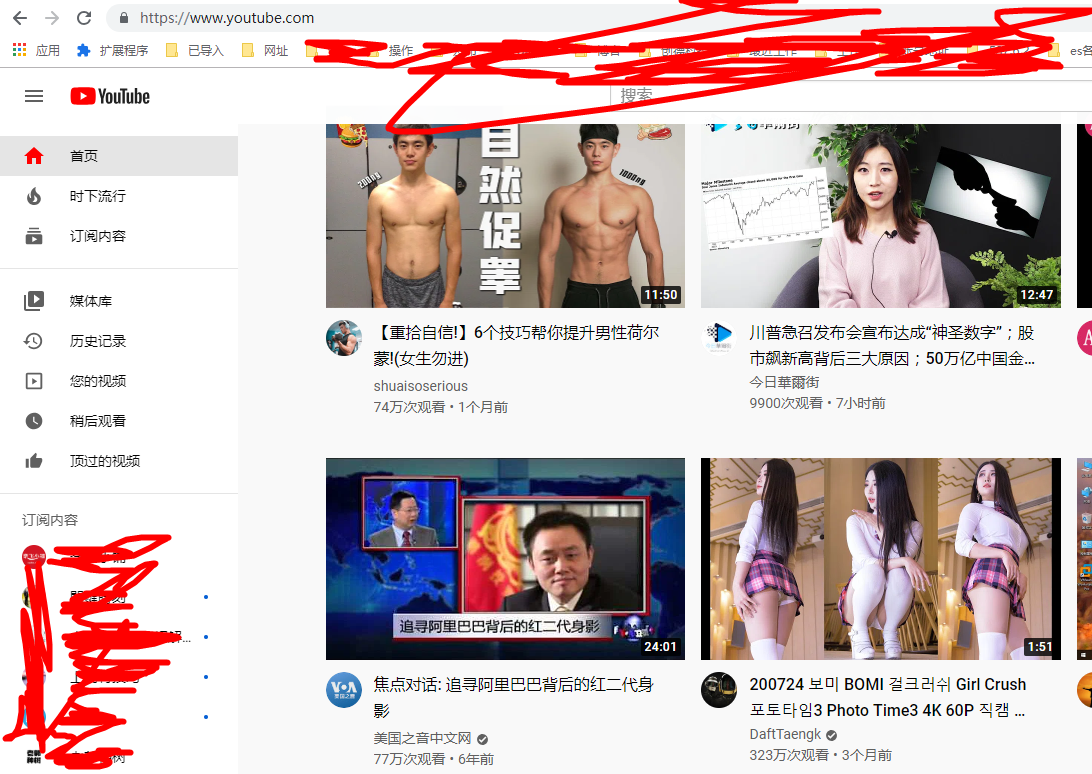 https://www.youtube.com
应用
扩展程序
已导入
网址
操作
es各
YouTube
搜索
首页
时下流行
订阅内容
媒体库
历史记录
您的视频
稍后观看
顶过的视频
订阅内容
200day
自然促睾
1000day
11:50
【重拾自信!】6个技巧帮你提升男性荷尔
蒙!(女生勿进)
shuaisoserious
74万次观看 • 1个月前
Major Milestone
12:47
川普急召发布会宣布达成“神圣数字”；股
市飙新高背后三大原因；50万亿中国金...
今日華爾街
9900次观看 • 7小时前
追寻阿里巴巴背后的红二代身影
24:01
VOA
焦点对话: 追寻阿里巴巴背后的红二代身
影
美国之音中文网
77万次观看 • 6年前
1:51
200724 보미 BOMI 걸크러쉬 Girl Crush
포토타임3 Photo Time3 4K 60P 직캠 ...
DaftTaengk
323万次观看 • 3个月前